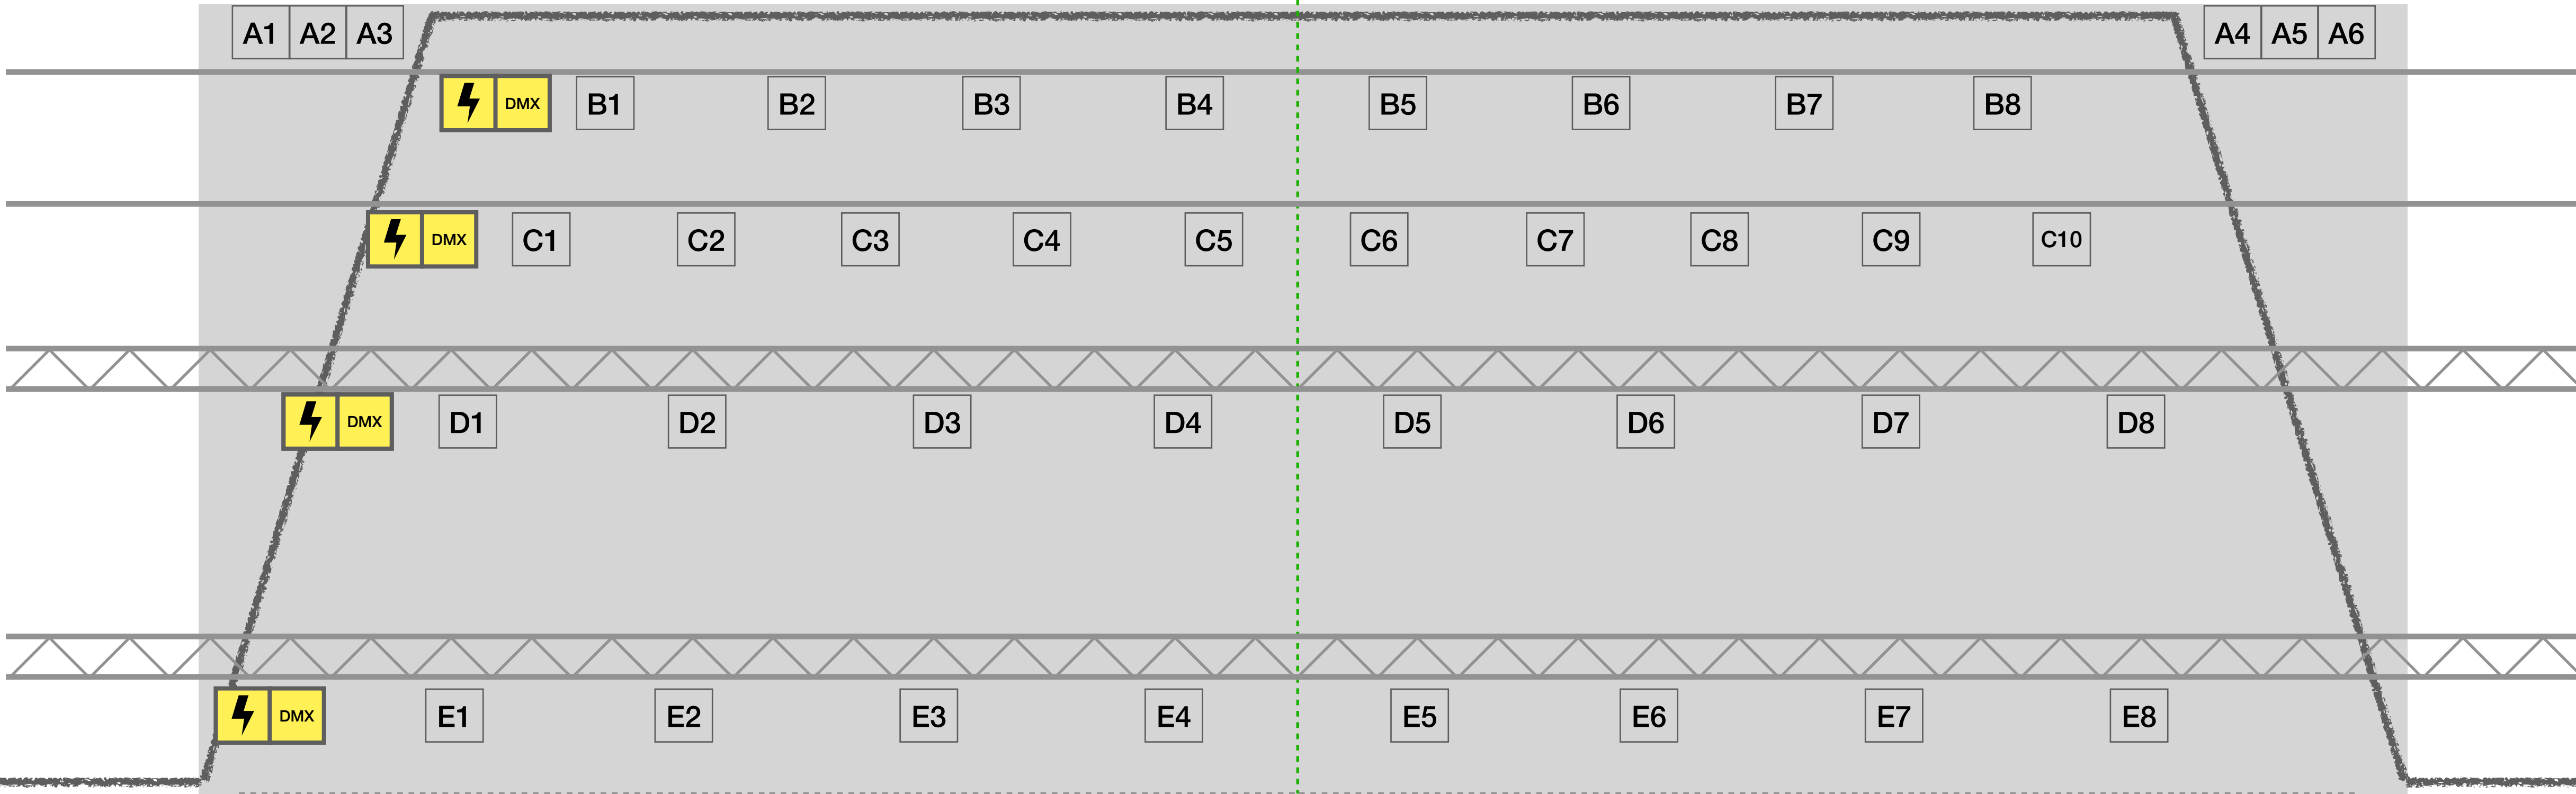 A1 A2 A3 A4 A5 A6
DMX B1 B2 B3 B4 B5 B6 B7 B8
DMX C1 C2 C3 C4 C5 C6 C7 C8 C9 C10
DMX D1 D2 D3 D4 D5 D6 D7 D8
DMX E1 E2 E3 E4 E5 E6 E7 E8